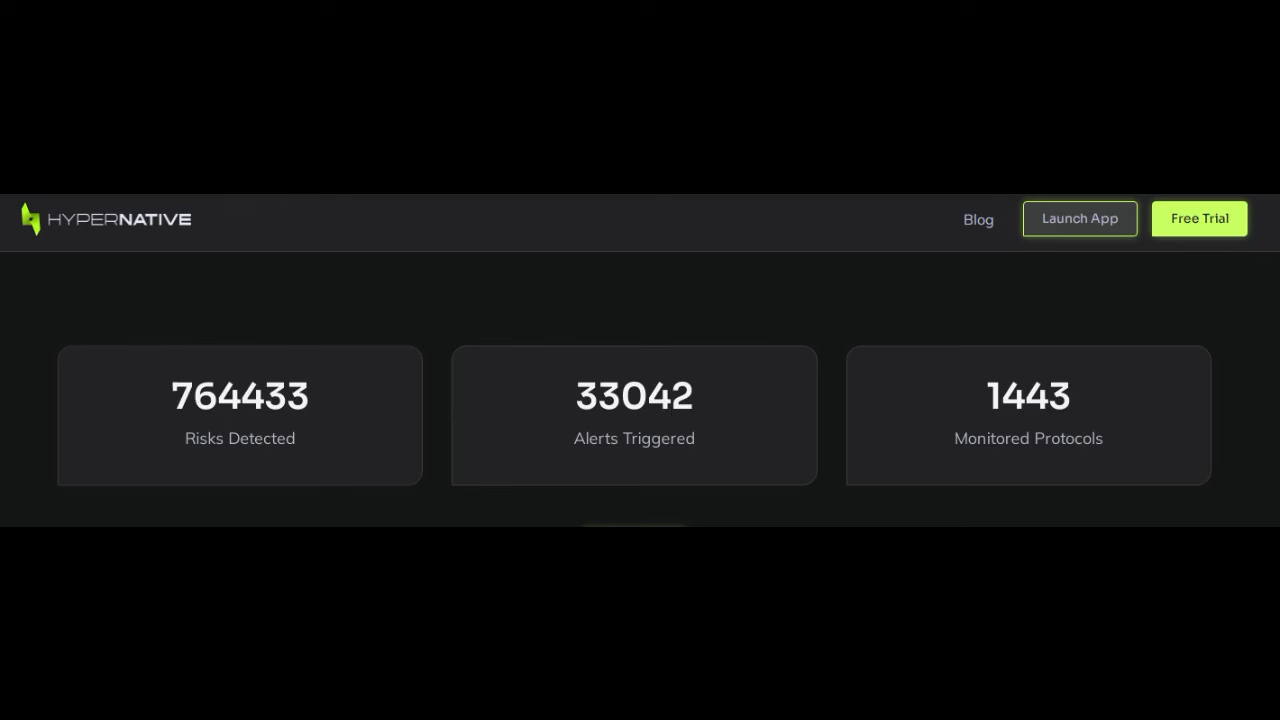 HYPERNATIVE
Blog
Launch App
Free Trial
764433
Risks Detected
33042
Alerts Triggered
1443
Monitored Protocols